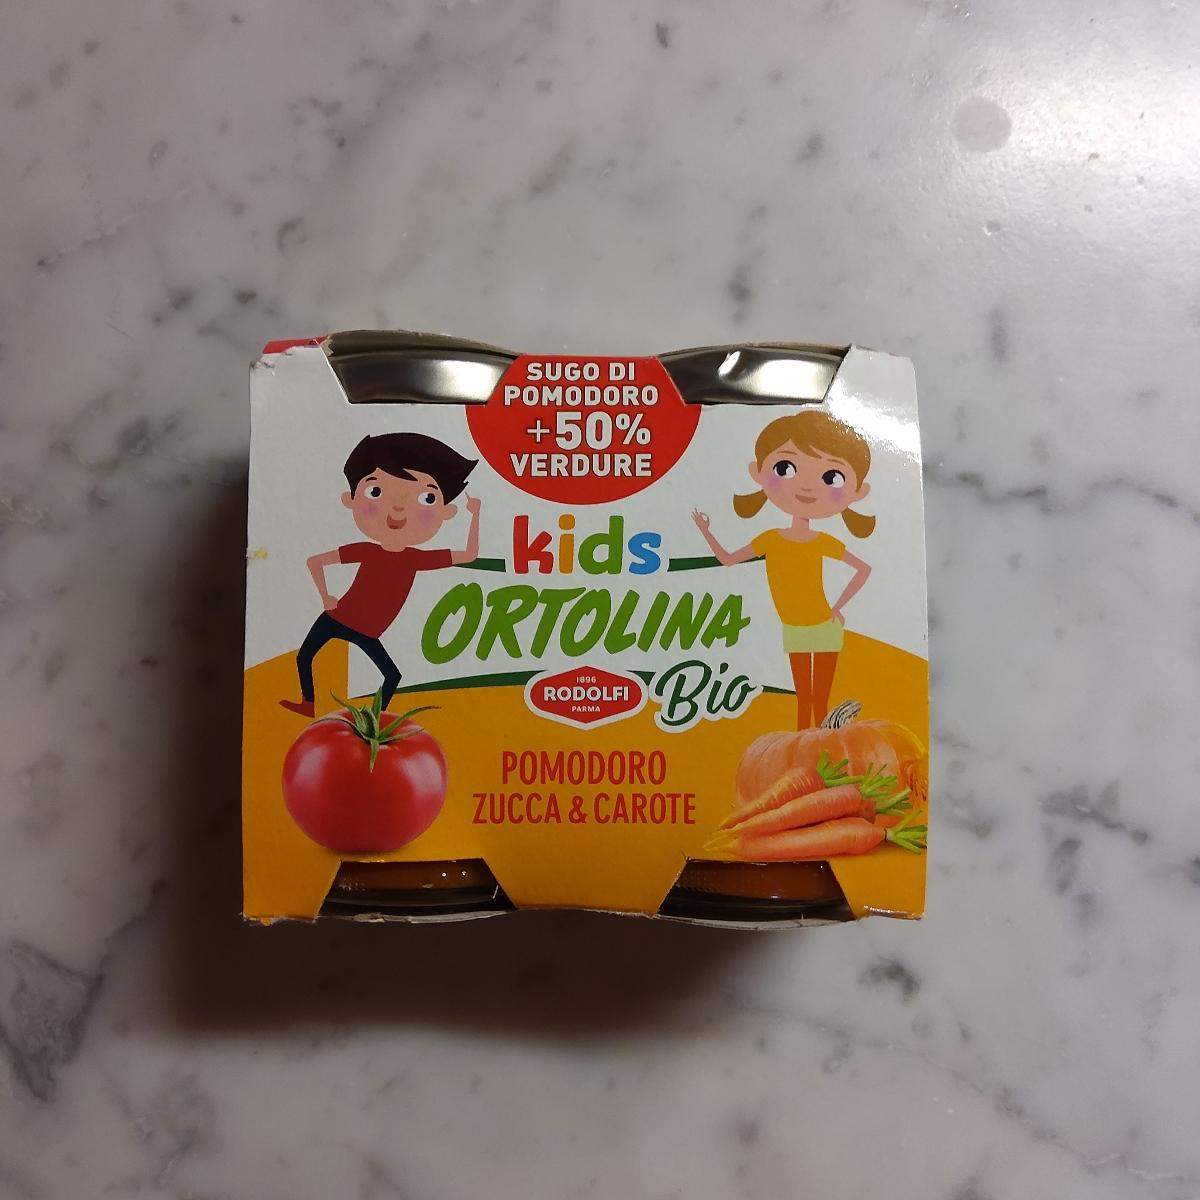 SUGO DI
POMODORO
+50%
VERDURE
kids
ORTOLINA
Bio
1896
RODOLFI
PARMA
POMODORO
ZUCCA & CAROTE